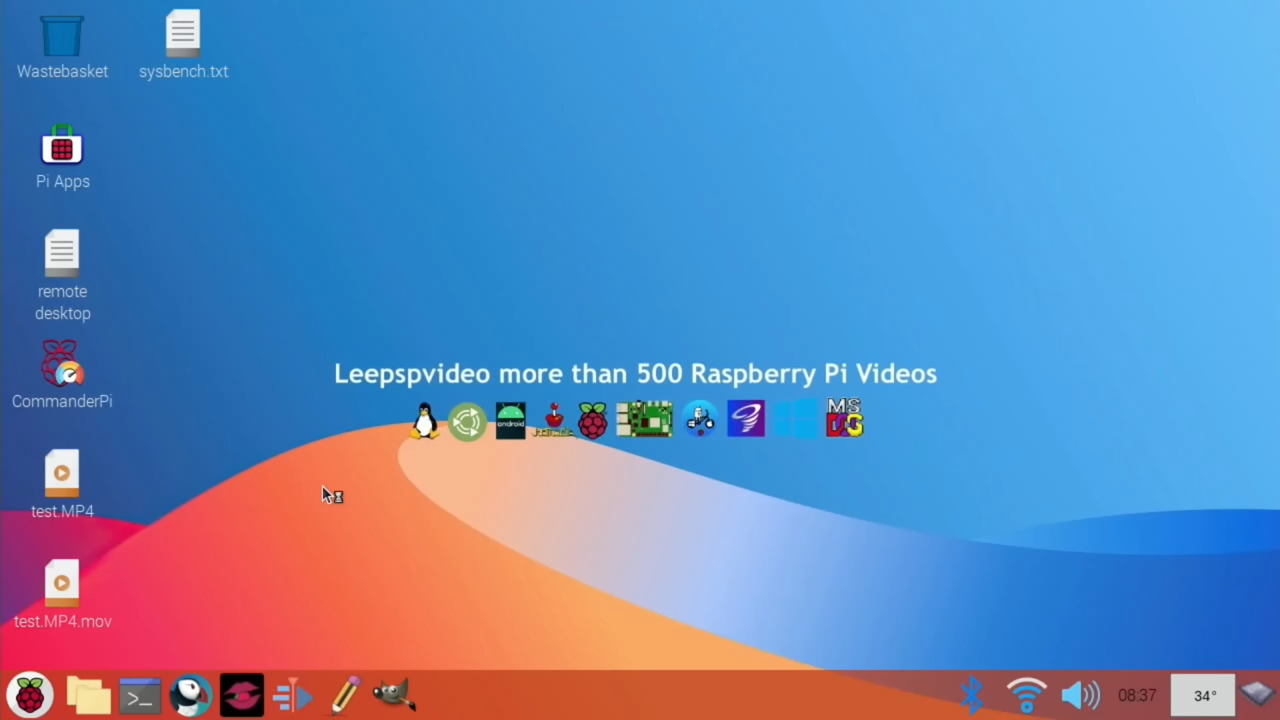 Wastebasket
sysbench.txt
Pi Apps
remote
desktop
CommanderPi
test.MP4
test.MP4.mov
Leepspvideo more than 500 Raspberry Pi Videos
android
MS
08:37
34°